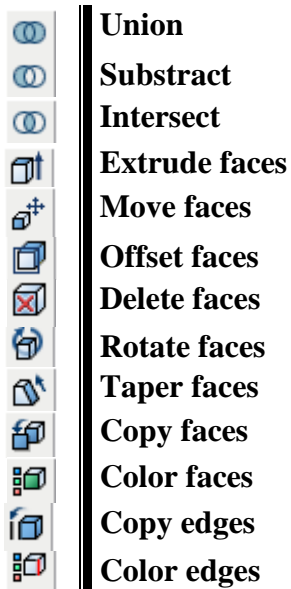 Union
Substract
Intersect
Extrude faces
Move faces
Offset faces
Delete faces
Rotate faces
Taper faces
Copy faces
Color faces
Copy edges
Color edges